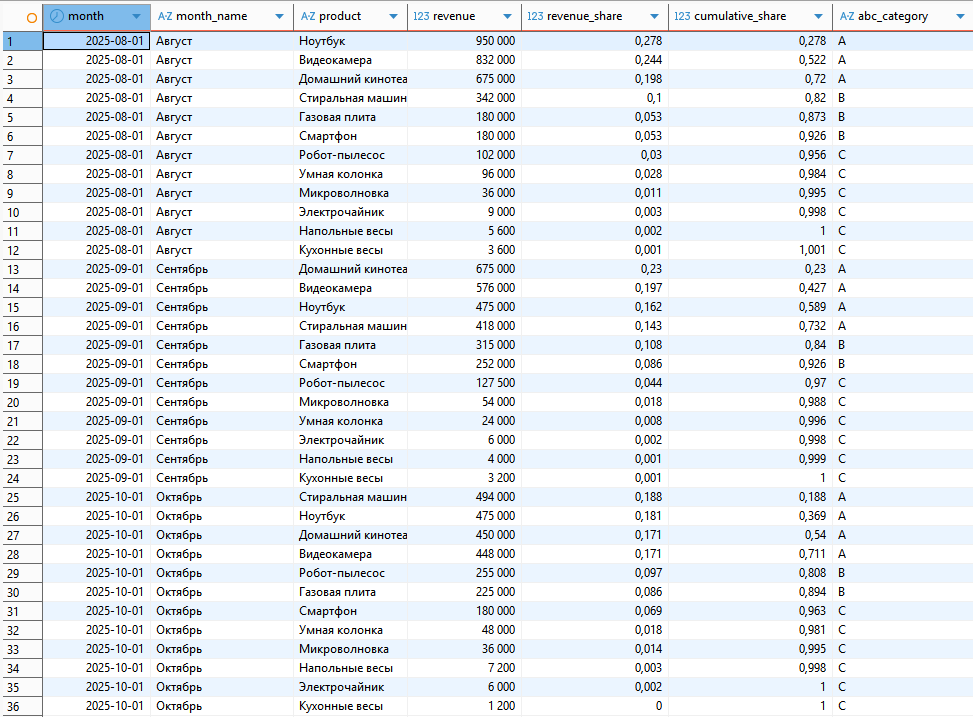 month A-Z month_name A-Z product 123 revenue 123 revenue_share 123 cumulative_share A-Z abc_category
1 2025-08-01 Август Ноутбук 950 000 0,278 0,278 A
2 2025-08-01 Август Видеокамера 832 000 0,244 0,522 A
3 2025-08-01 Август Домашний кинотеа 675 000 0,198 0,72 A
4 2025-08-01 Август Стиральная машин 342 000 0,1 0,82 B
5 2025-08-01 Август Газовая плита 180 000 0,053 0,873 B
6 2025-08-01 Август Смартфон 180 000 0,053 0,926 B
7 2025-08-01 Август Робот-пылесос 102 000 0,03 0,956 C
8 2025-08-01 Август Умная колонка 96 000 0,028 0,984 C
9 2025-08-01 Август Микроволновка 36 000 0,011 0,995 C
10 2025-08-01 Август Электрочайник 9 000 0,003 0,998 C
11 2025-08-01 Август Напольные весы 5 600 0,002 1 C
12 2025-08-01 Август Кухонные весы 3 600 0,001 1,001 C
13 2025-09-01 Сентябрь Домашний кинотеа 675 000 0,23 0,23 A
14 2025-09-01 Сентябрь Видеокамера 576 000 0,197 0,427 A
15 2025-09-01 Сентябрь Ноутбук 475 000 0,162 0,589 A
16 2025-09-01 Сентябрь Стиральная машин 418 000 0,143 0,732 A
17 2025-09-01 Сентябрь Газовая плита 315 000 0,108 0,84 B
18 2025-09-01 Сентябрь Смартфон 252 000 0,086 0,926 B
19 2025-09-01 Сентябрь Робот-пылесос 127 500 0,044 0,97 C
20 2025-09-01 Сентябрь Микроволновка 54 000 0,018 0,988 C
21 2025-09-01 Сентябрь Умная колонка 24 000 0,008 0,996 C
22 2025-09-01 Сентябрь Электрочайник 6 000 0,002 0,998 C
23 2025-09-01 Сентябрь Напольные весы 4 000 0,001 0,999 C
24 2025-09-01 Сентябрь Кухонные весы 3 200 0,001 1 C
25 2025-10-01 Октябрь Стиральная машин 494 000 0,188 0,188 A
26 2025-10-01 Октябрь Ноутбук 475 000 0,181 0,369 A
27 2025-10-01 Октябрь Домашний кинотеа 450 000 0,171 0,54 A
28 2025-10-01 Октябрь Видеокамера 448 000 0,171 0,711 A
29 2025-10-01 Октябрь Робот-пылесос 255 000 0,097 0,808 B
30 2025-10-01 Октябрь Газовая плита 225 000 0,086 0,894 B
31 2025-10-01 Октябрь Смартфон 180 000 0,069 0,963 C
32 2025-10-01 Октябрь Умная колонка 48 000 0,018 0,981 C
33 2025-10-01 Октябрь Микроволновка 36 000 0,014 0,995 C
34 2025-10-01 Октябрь Напольные весы 7 200 0,003 0,998 C
35 2025-10-01 Октябрь Электрочайник 6 000 0,002 1 C
36 2025-10-01 Октябрь Кухонные весы 1 200 0 1 C